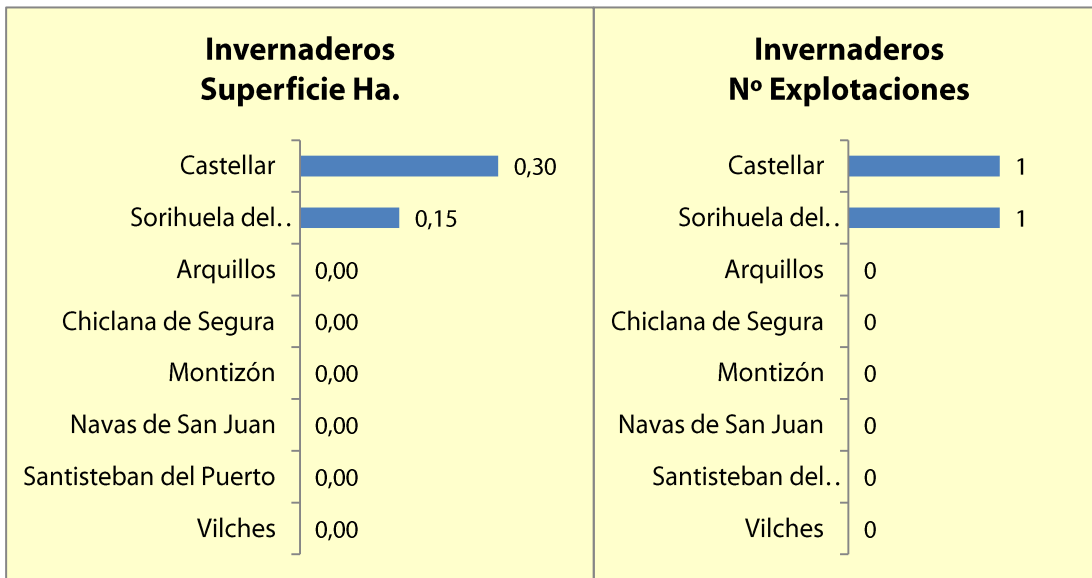 Invernaderos
Superficie Ha.
Castellar 0,30
Sorihuela del.. 0,15
Arquillos 0,00
Chiclana de Segura 0,00
Montizón 0,00
Navas de San Juan 0,00
Santisteban del Puerto 0,00
Vilches 0,00
Invernaderos
Nº Explotaciones
Castellar 1
Sorihuela del.. 1
Arquillos 0
Chiclana de Segura 0
Montizón 0
Navas de San Juan 0
Santisteban del.. 0
Vilches 0